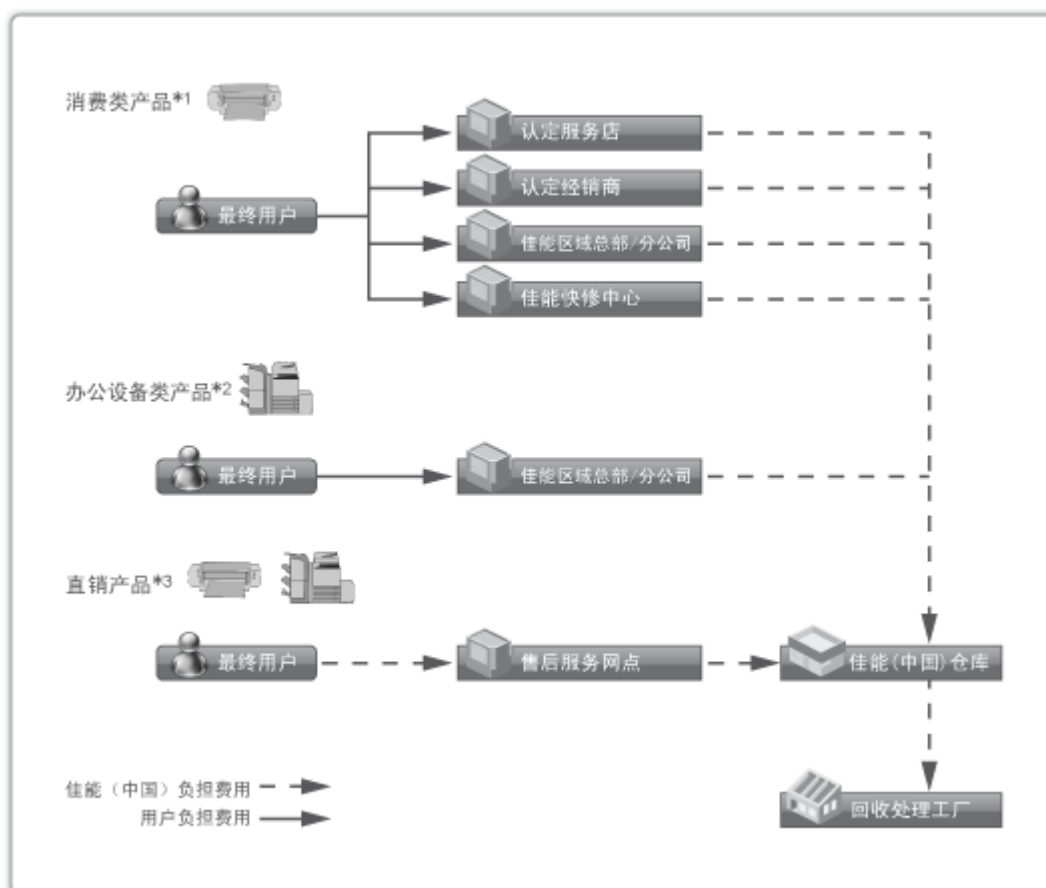 消费类产品*1
认定服务店
认定经销商
最终用户
佳能区域总部/分公司
佳能快修中心
办公设备类产品*2
最终用户
佳能区域总部/分公司
直销产品*3
最终用户
售后服务网点
佳能(中国)仓库
佳能（中国）负担费用
用户负担费用
回收处理工厂